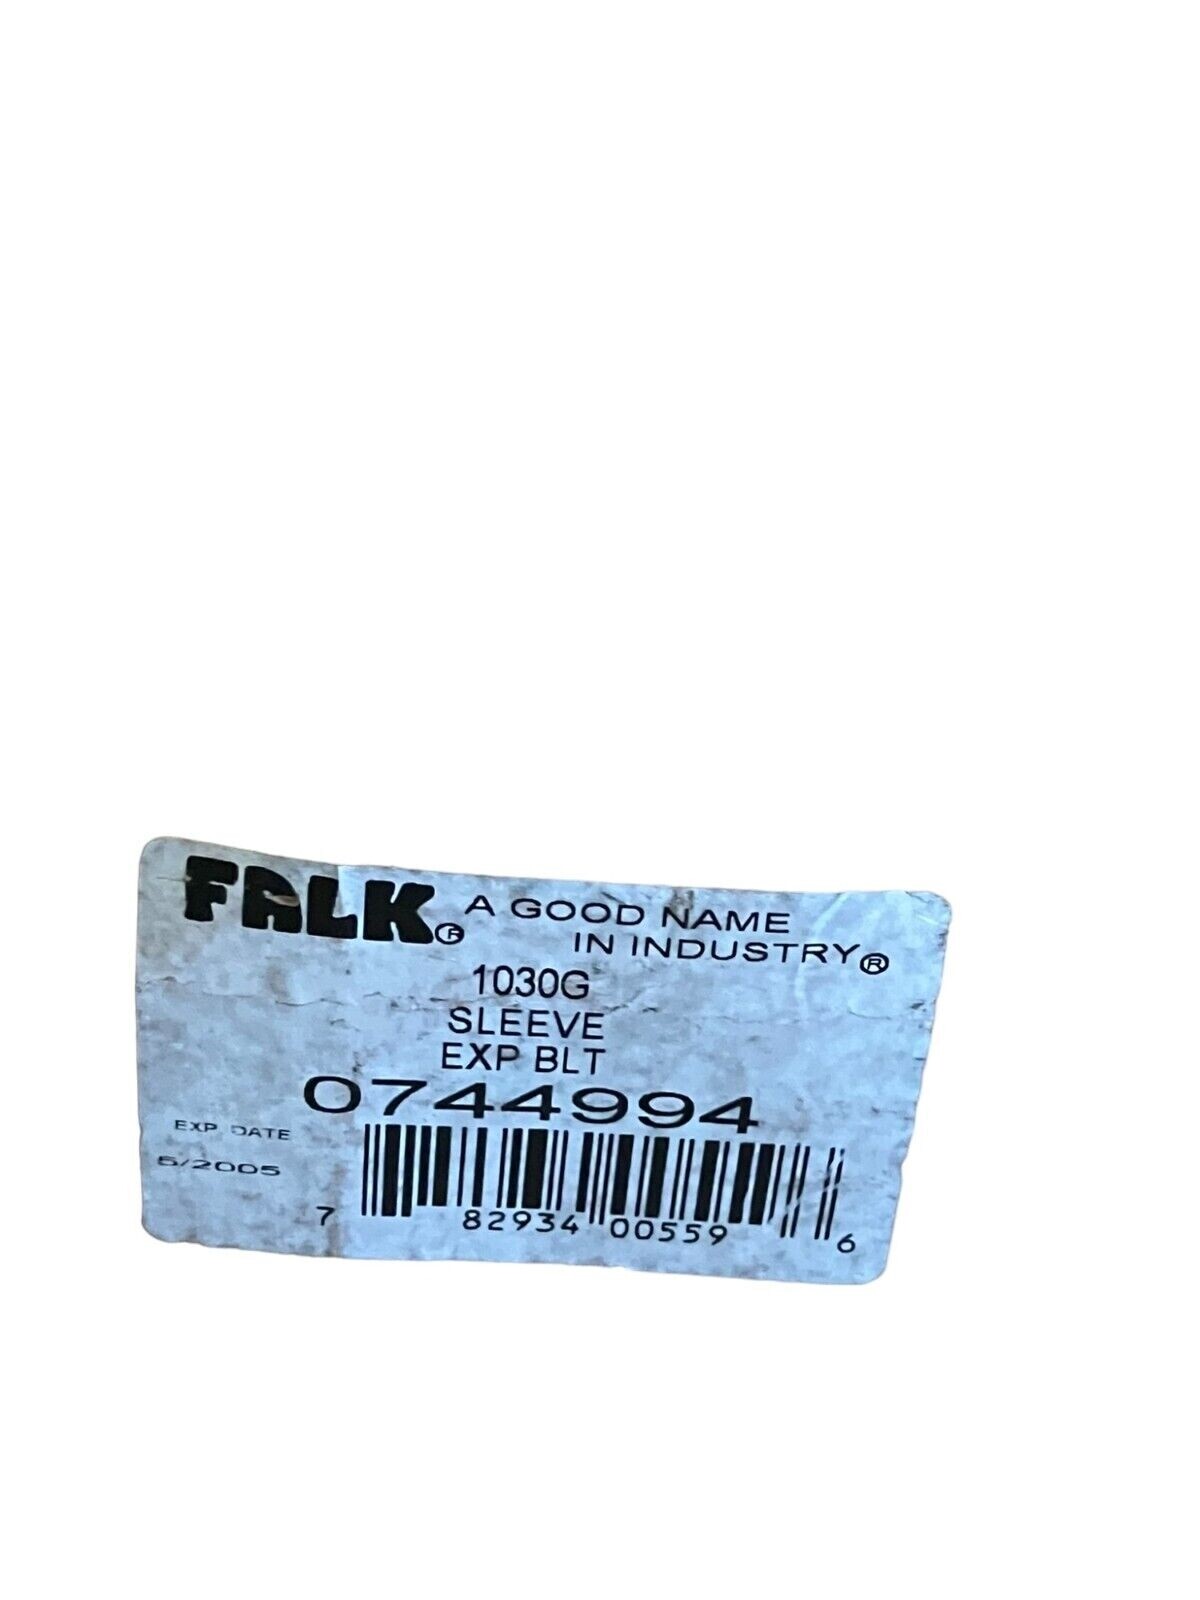 FALK® A GOOD NAME
IN INDUSTRY®
1030G
SLEEVE
EXP BLT
0744994
EXP. DATE
5/2005
7 82934 00559 6